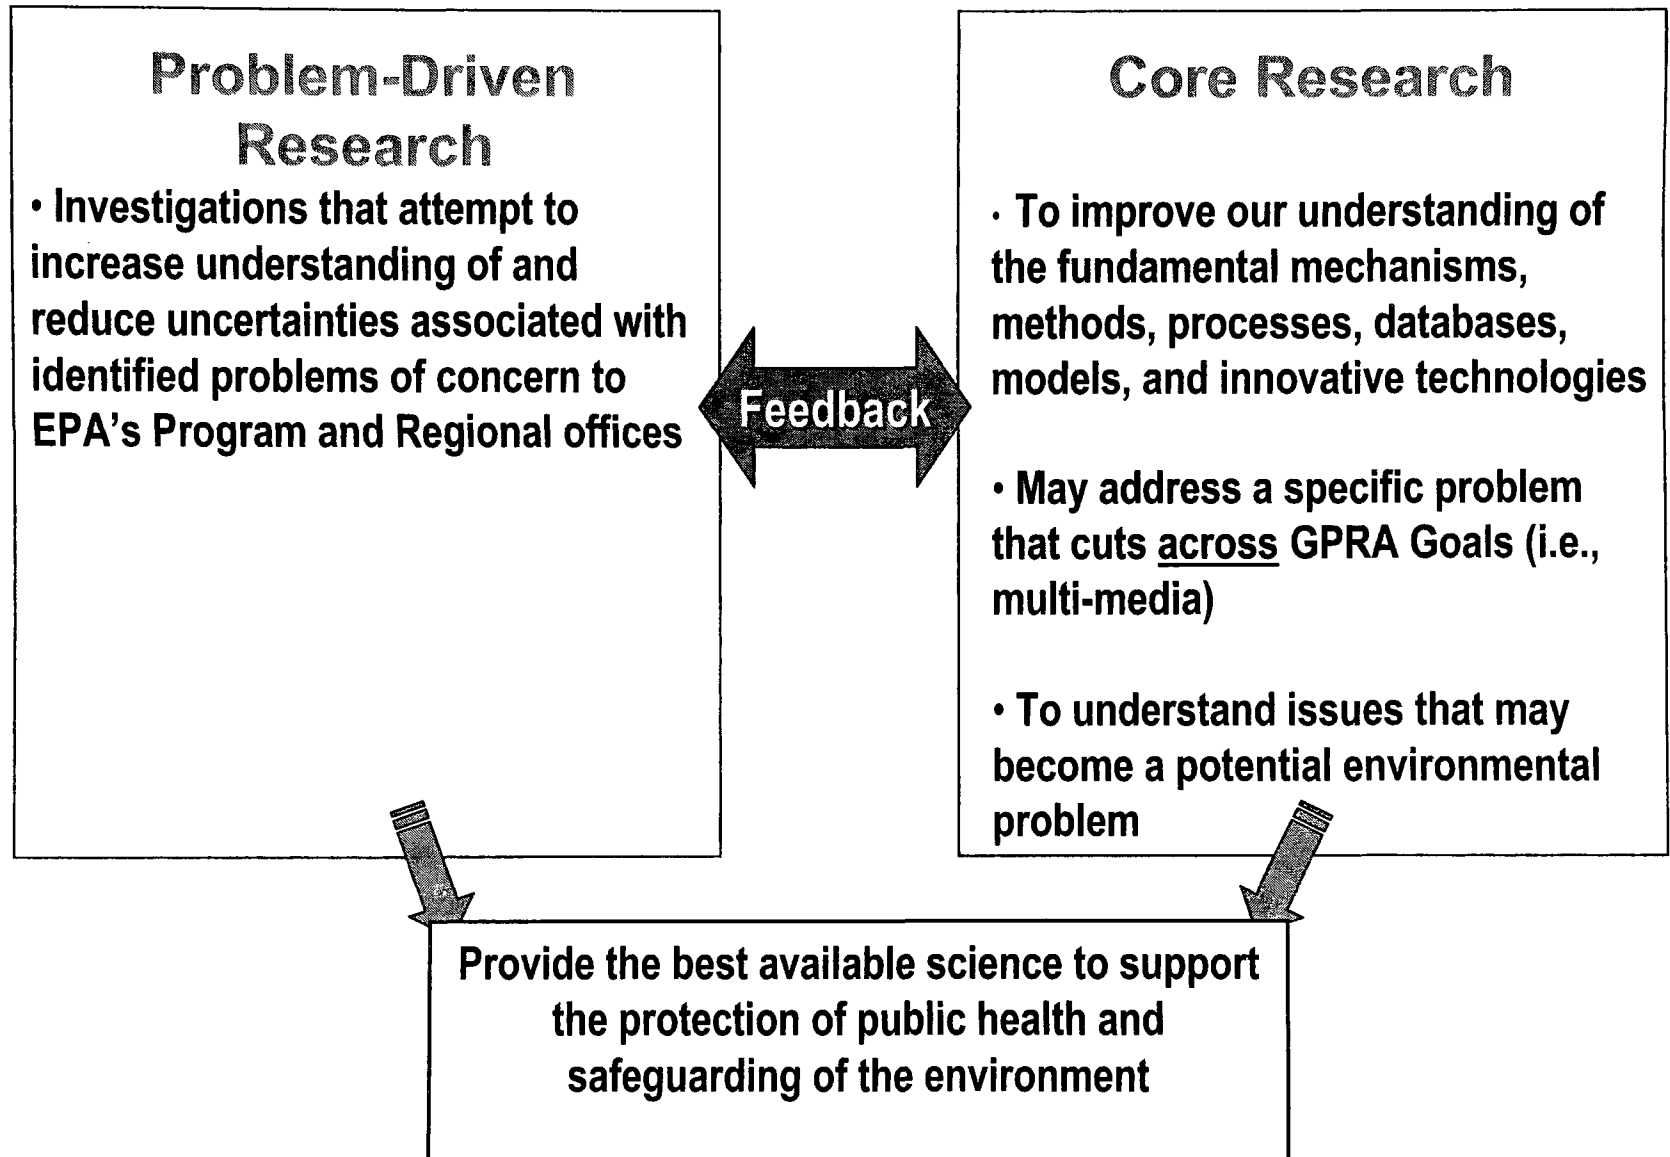 Problem-Driven
Research
• Investigations that attempt to
increase understanding of and
reduce uncertainties associated with
identified problems of concern to
EPA's Program and Regional offices
Feedback
Core Research
• To improve our understanding of
the fundamental mechanisms,
methods, processes, databases,
models, and innovative technologies
• May address a specific problem
that cuts across GPRA Goals (i.e.,
multi-media)
• To understand issues that may
become a potential environmental
problem
Provide the best available science to support
the protection of public health and
safeguarding of the environment